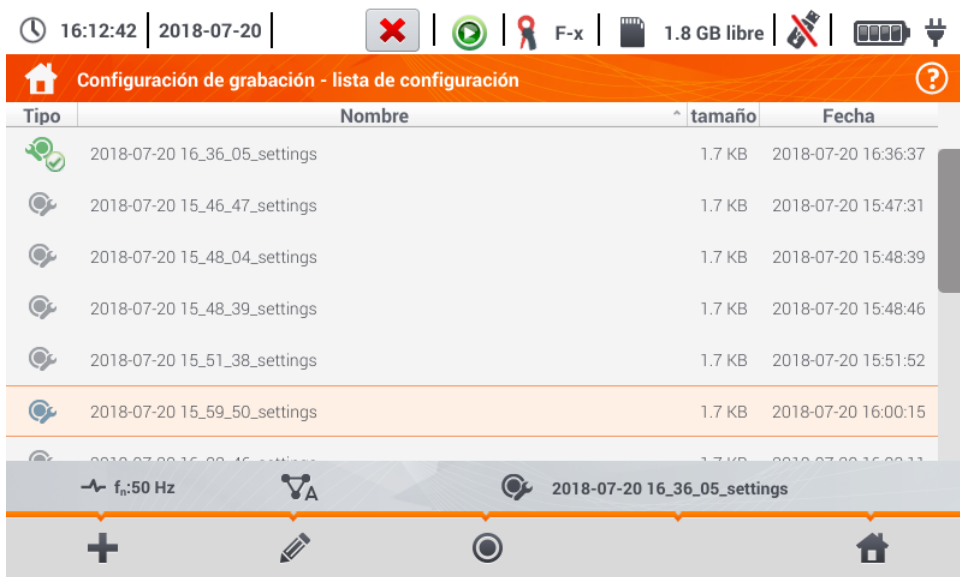 16:12:42 2018-07-20 F-x 1.8 GB libre
Configuración de grabación - lista de configuración ?
Tipo Nombre tamaño Fecha
2018-07-20 16_36_05_settings 1.7 KB 2018-07-20 16:36:37
2018-07-20 15_46_47_settings 1.7 KB 2018-07-20 15:47:31
2018-07-20 15_48_04_settings 1.7 KB 2018-07-20 15:48:39
2018-07-20 15_48_39_settings 1.7 KB 2018-07-20 15:48:46
2018-07-20 15_51_38_settings 1.7 KB 2018-07-20 15:51:52
2018-07-20 15_59_50_settings 1.7 KB 2018-07-20 16:00:15
fn:50 Hz A 2018-07-20 16_36_05_settings